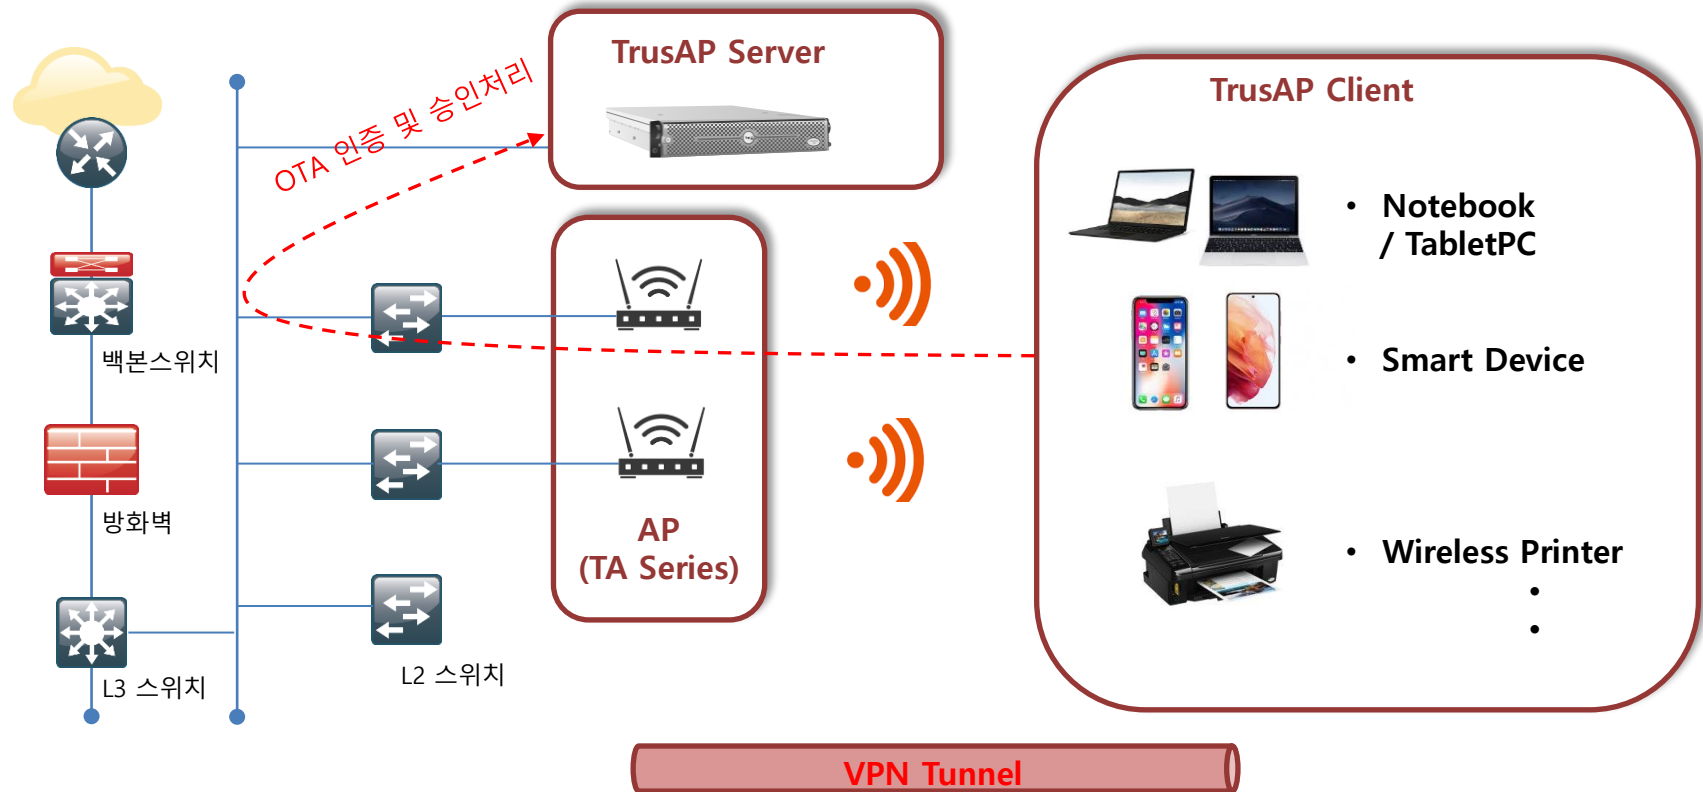 TrusAP Server
OTA 인증 및 승인처리
TrusAP Client
• Notebook
/ TabletPC
백본스위치
• Smart Device
방화벽
AP
(TA Series)
• Wireless Printer
•
•
L3 스위치
L2 스위치
VPN Tunnel